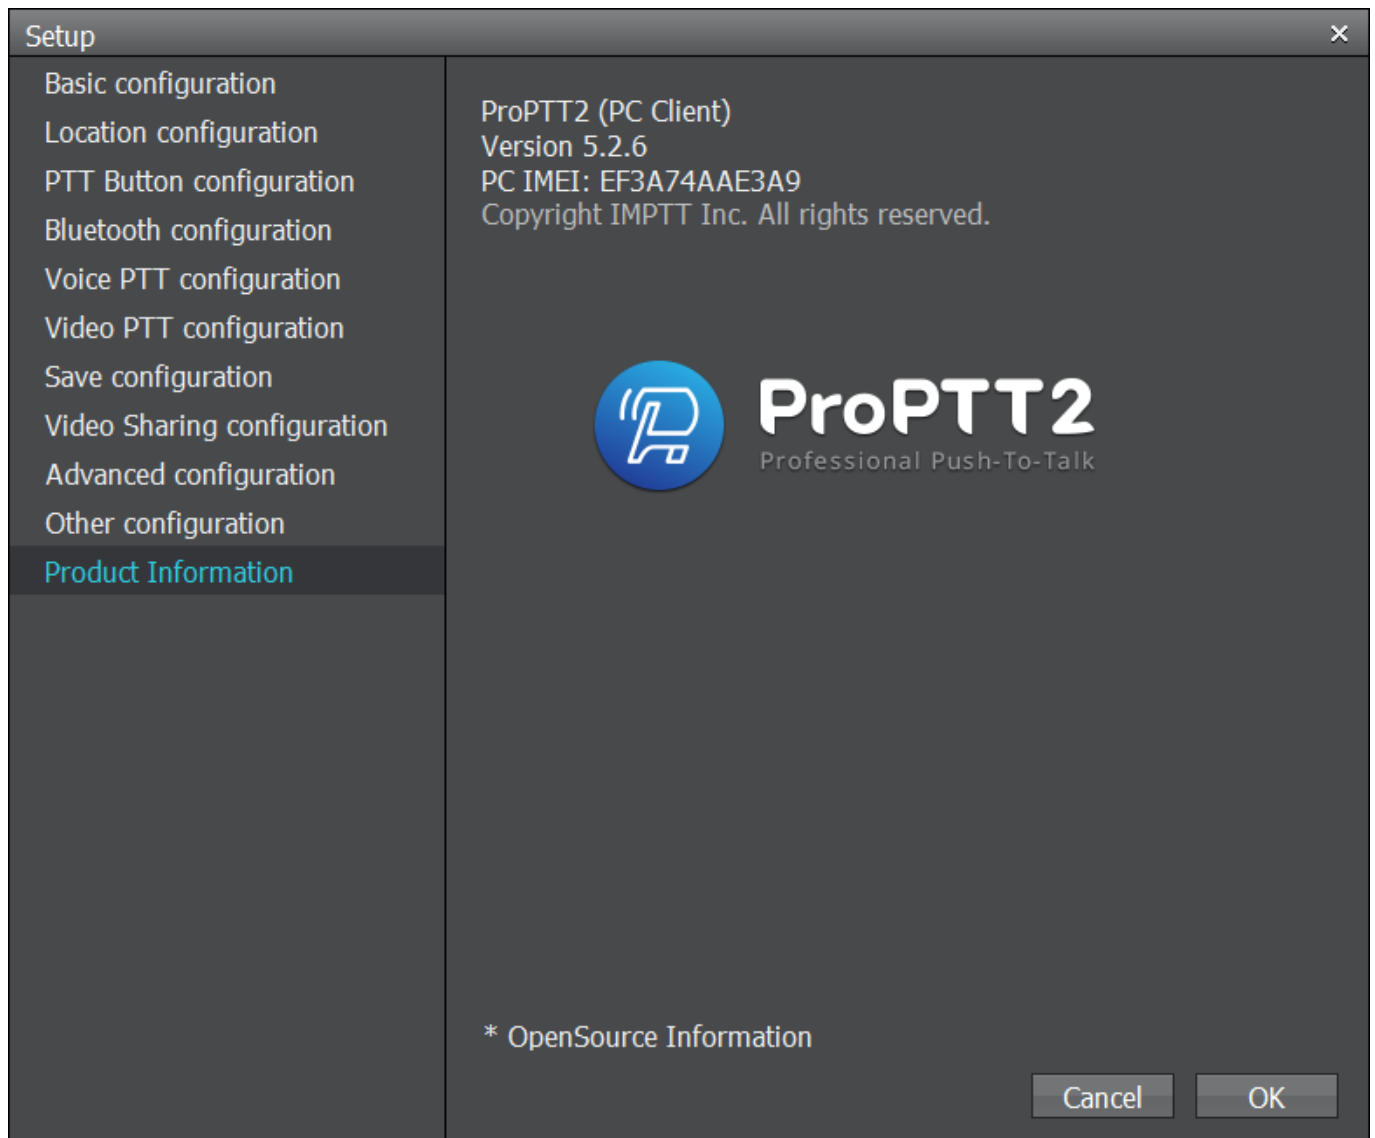 Setup
Basic configuration
Location configuration
PTT Button configuration
Bluetooth configuration
Voice PTT configuration
Video PTT configuration
Save configuration
Video Sharing configuration
Advanced configuration
Other configuration
Product Information
ProPTT2 (PC Client)
Version 5.2.6
PC IMEI: EF3A74AAE3A9
Copyright IMPTT Inc. All rights reserved.
ProPTT2
Professional Push-To-Talk
* OpenSource Information
Cancel OK